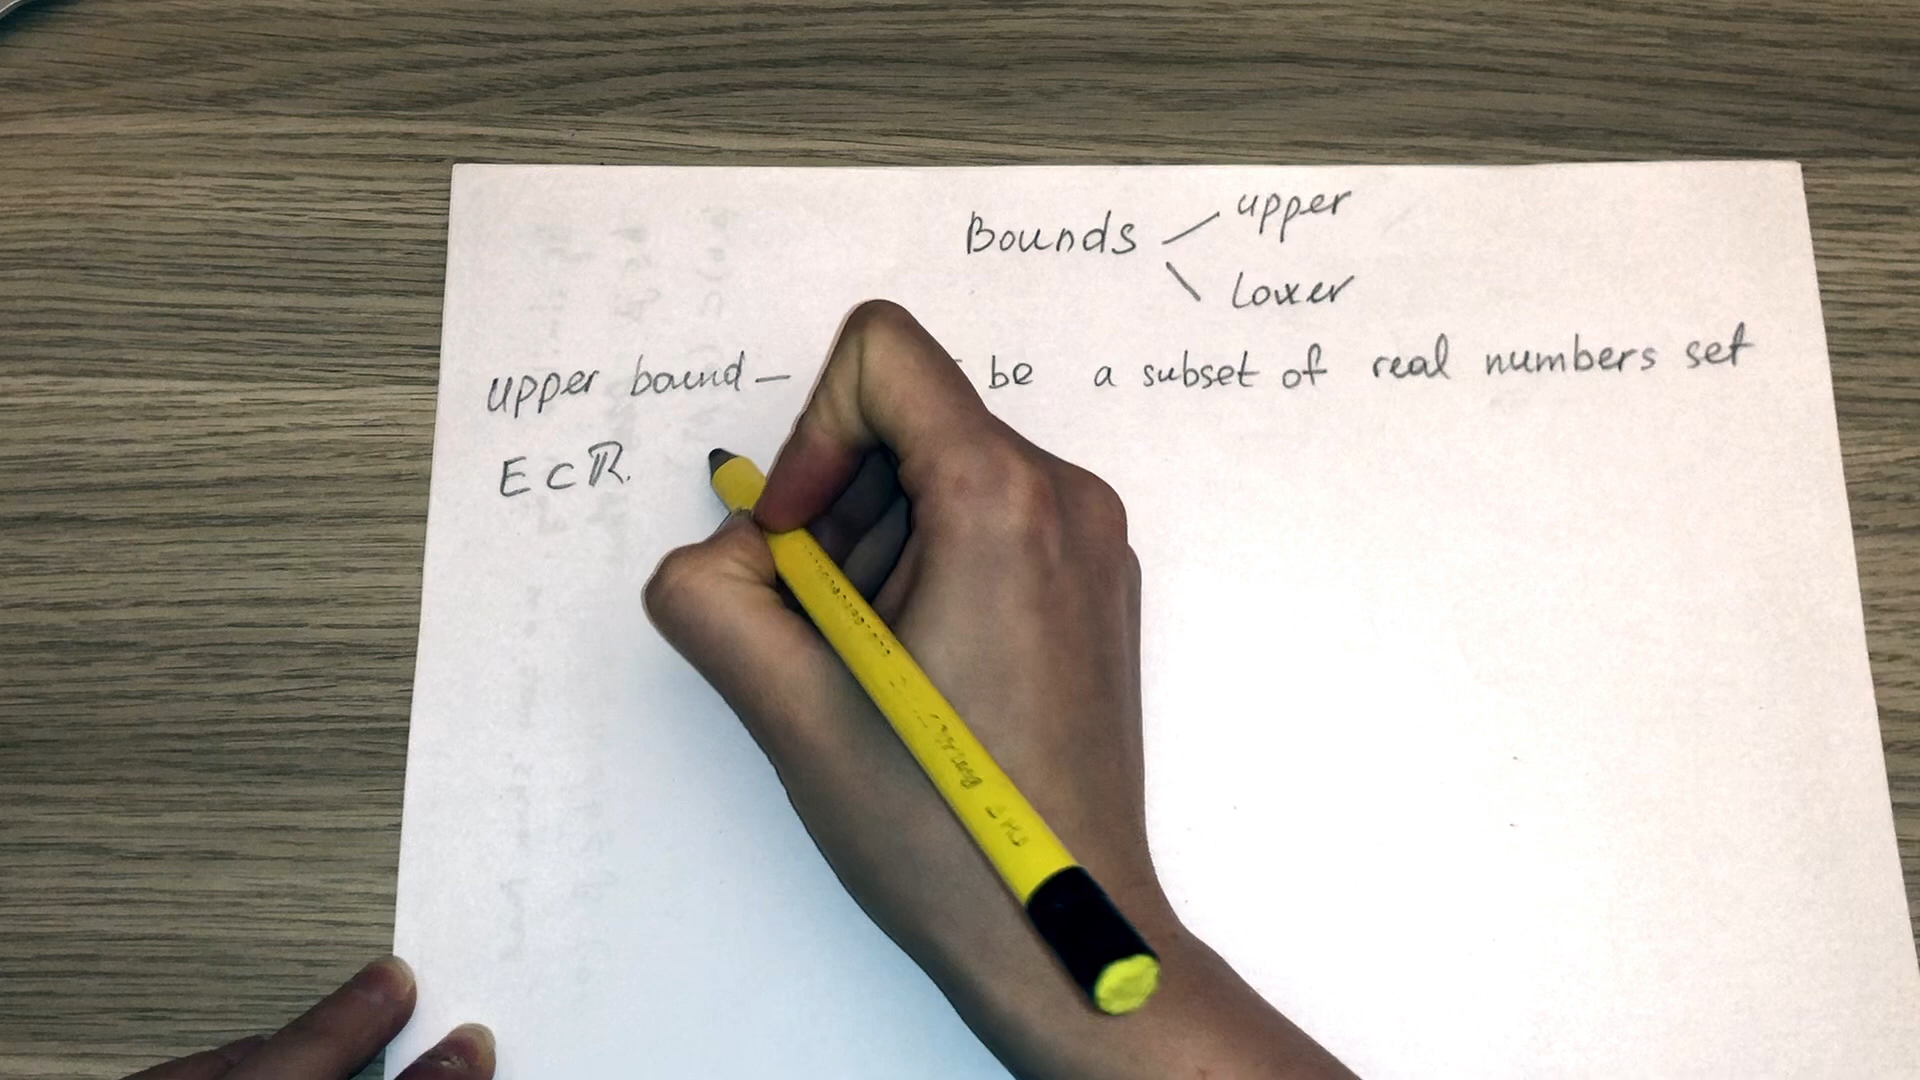 Bounds
upper
Lower
upper bound — be a subset of real numbers set
E ⊂ ℝ.